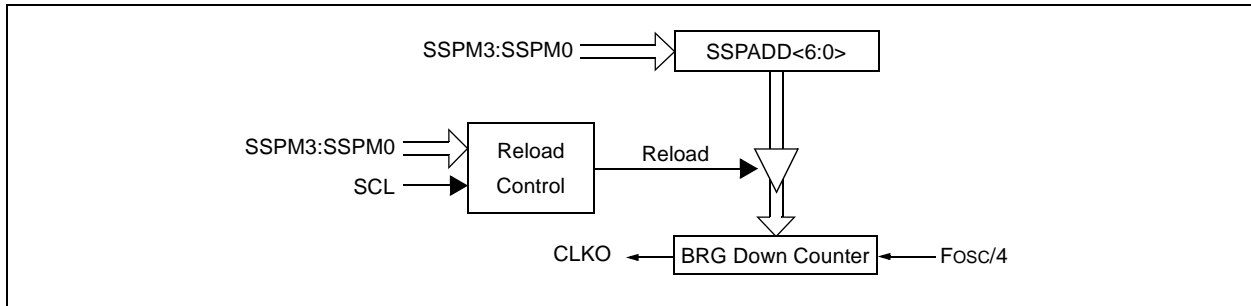 SSPM3:SSPM0
SSPADD<6:0>
SSPM3:SSPM0
SCL
Reload
Control
Reload
CLKO
BRG Down Counter
FOSC/4